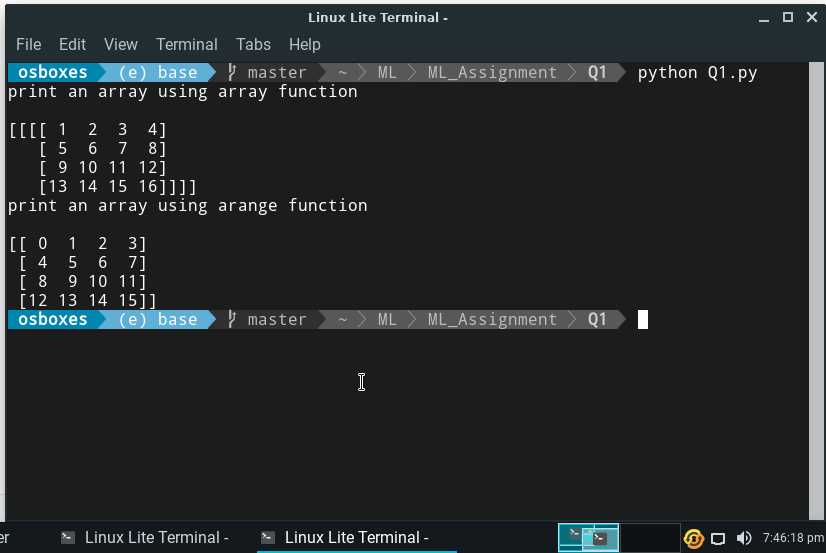 Linux Lite Terminal -
File Edit View Terminal Tabs Help
osboxes (e) base master ~ ML ML_Assignment Q1 python Q1.py
print an array using array function
[[[[ 1  2  3  4]
[ 5  6  7  8]
[ 9 10 11 12]
[13 14 15 16]]]]
print an array using arange function
[[ 0  1  2  3]
[ 4  5  6  7]
[ 8  9 10 11]
[12 13 14 15]]
osboxes (e) base master ~ ML ML_Assignment Q1
er Linux Lite Terminal - Linux Lite Terminal - 7:46:18 pm